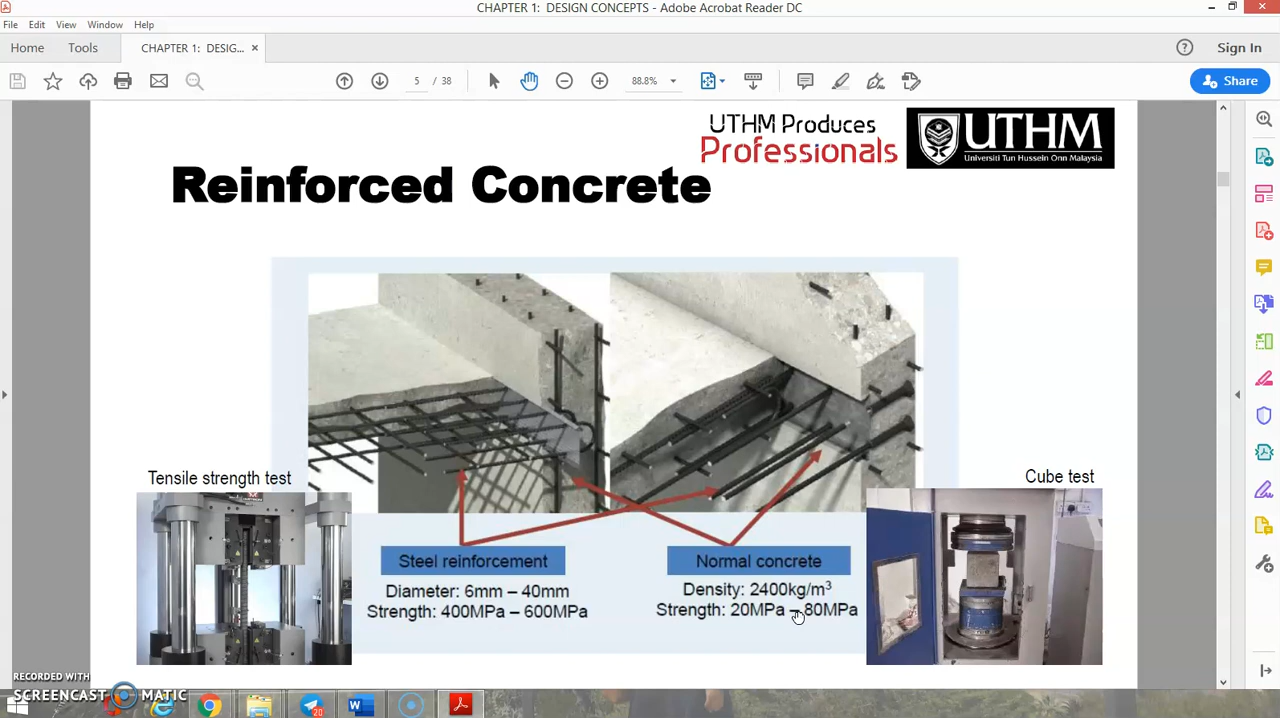 CHAPTER 1: DESIGN CONCEPTS - Adobe Acrobat Reader DC
File Edit View Window Help
Home Tools CHAPTER 1: DESIG... × Sign In
5 / 38 88.8% Share
UTHM Produces
Professionals
UTHM
Universiti Tun Hussein Onn Malaysia
Reinforced Concrete
Tensile strength test
Cube test
Steel reinforcement
Diameter: 6mm – 40mm
Strength: 400MPa – 600MPa
Normal concrete
Density: 2400kg/m³
Strength: 20MPa – 80MPa
RECORDED WITH
SCREENCAST MATIC
20